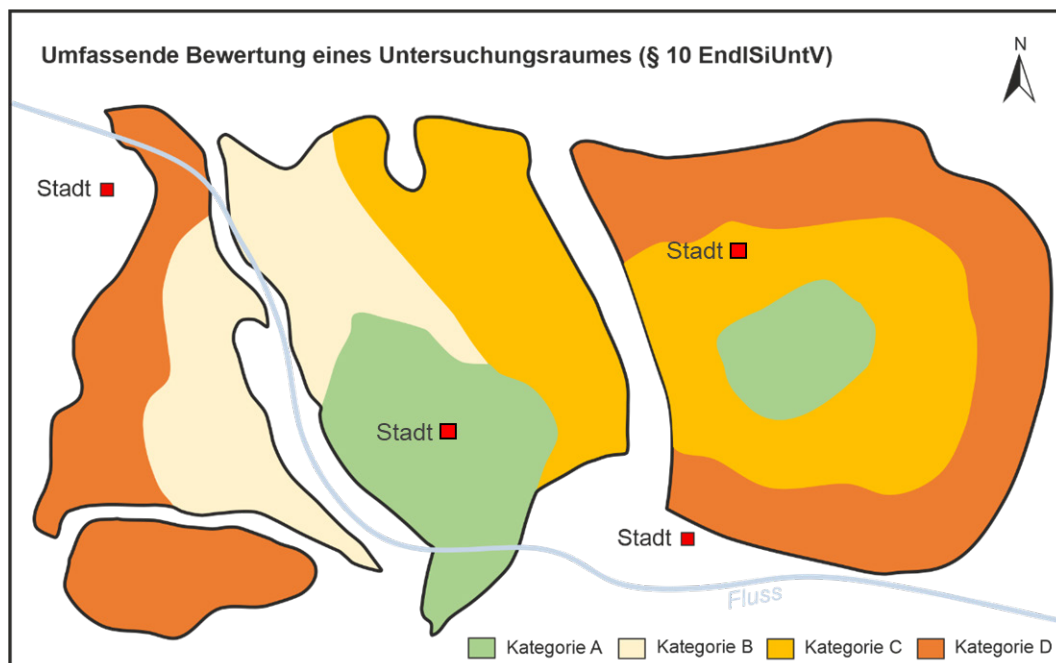 Umfassende Bewertung eines Untersuchungsraumes (§ 10 EndlSiUntV)
N
Stadt
Stadt
Stadt
Stadt
Fluss
Kategorie A
Kategorie B
Kategorie C
Kategorie D